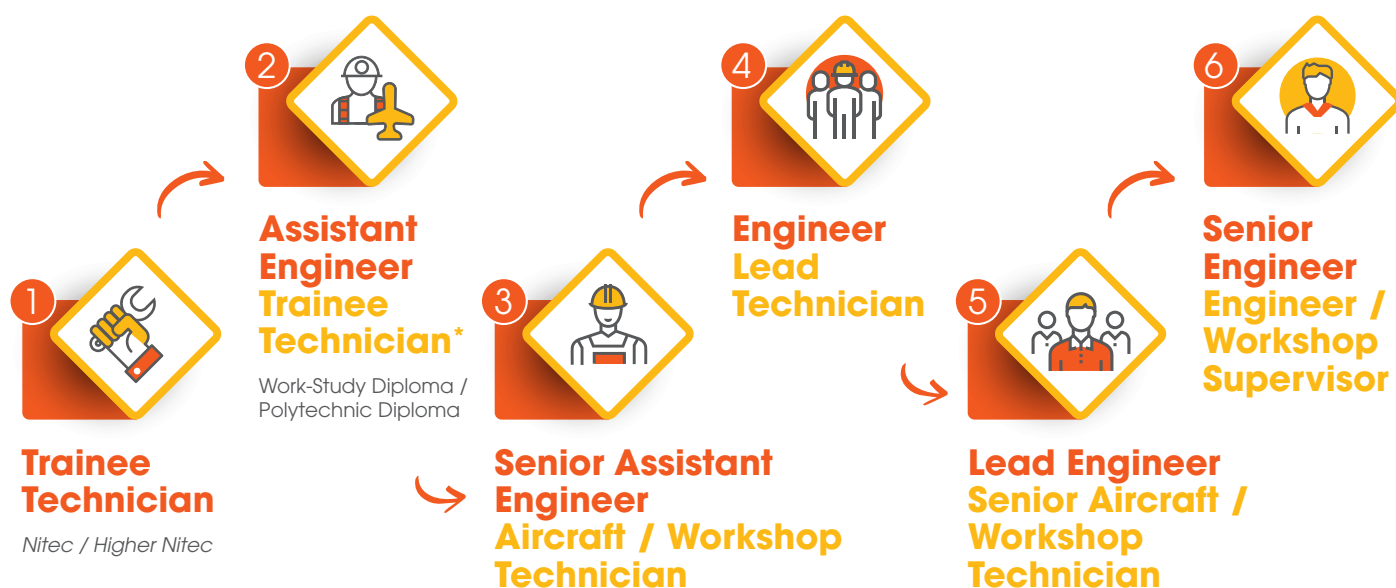 1
Trainee
Technician
Nitec / Higher Nitec
2
Assistant
Engineer
Trainee
Technician*
Work-Study Diploma /
Polytechnic Diploma
3
Senior Assistant
Engineer
Aircraft / Workshop
Technician
4
Engineer
Lead
Technician
5
Lead Engineer
Senior Aircraft /
Workshop
Technician
6
Senior
Engineer
Engineer /
Workshop
Supervisor